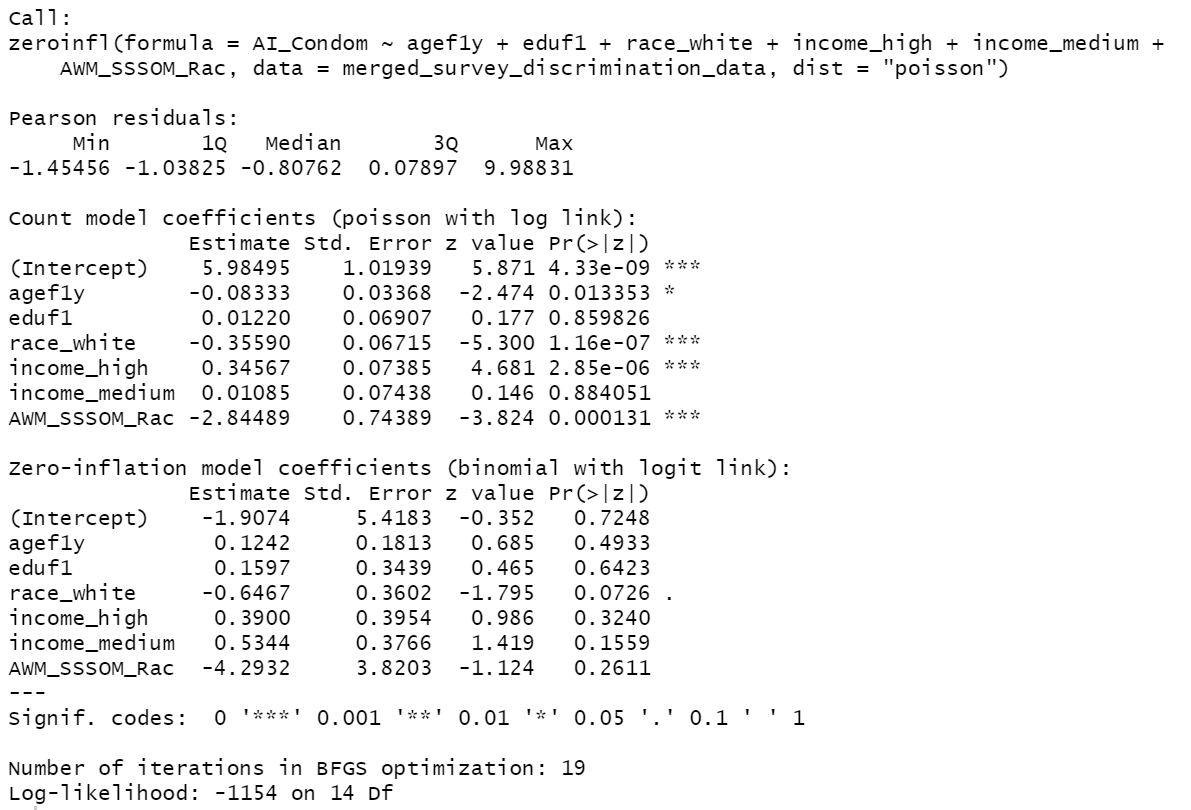 Call:
zeroinfl(formula = AI_Condom ~ agef1y + eduf1 + race_white + income_high + income_medium +
    AWM_SSSOM_Rac, data = merged_survey_discrimination_data, dist = "poisson")

Pearson residuals:
     Min       1Q   Median       3Q      Max
-1.45456 -1.03825 -0.80762  0.07897  9.98831

Count model coefficients (poisson with log link):
              Estimate Std. Error z value Pr(>|z|)
(Intercept)    5.98495    1.01939   5.871 4.33e-09 ***
agef1y        -0.08333    0.03368  -2.474 0.013353 *
eduf1          0.01220    0.06907   0.177 0.859826
race_white    -0.35590    0.06715  -5.300 1.16e-07 ***
income_high    0.34567    0.07385   4.681 2.85e-06 ***
income_medium  0.01085    0.07438   0.146 0.884051
AWM_SSSOM_Rac -2.84489    0.74389  -3.824 0.000131 ***

Zero-inflation model coefficients (binomial with logit link):
              Estimate Std. Error z value Pr(>|z|)
(Intercept)    -1.9074     5.4183  -0.352   0.7248
agef1y          0.1242     0.1813   0.685   0.4933
eduf1           0.1597     0.3439   0.465   0.6423
race_white     -0.6467     0.3602  -1.795   0.0726 .
income_high     0.3900     0.3954   0.986   0.3240
income_medium   0.5344     0.3766   1.419   0.1559
AWM_SSSOM_Rac  -4.2932     3.8203  -1.124   0.2611
---
Signif. codes:  0 '***' 0.001 '**' 0.01 '*' 0.05 '.' 0.1 ' ' 1

Number of iterations in BFGS optimization: 19
Log-likelihood: -1154 on 14 Df